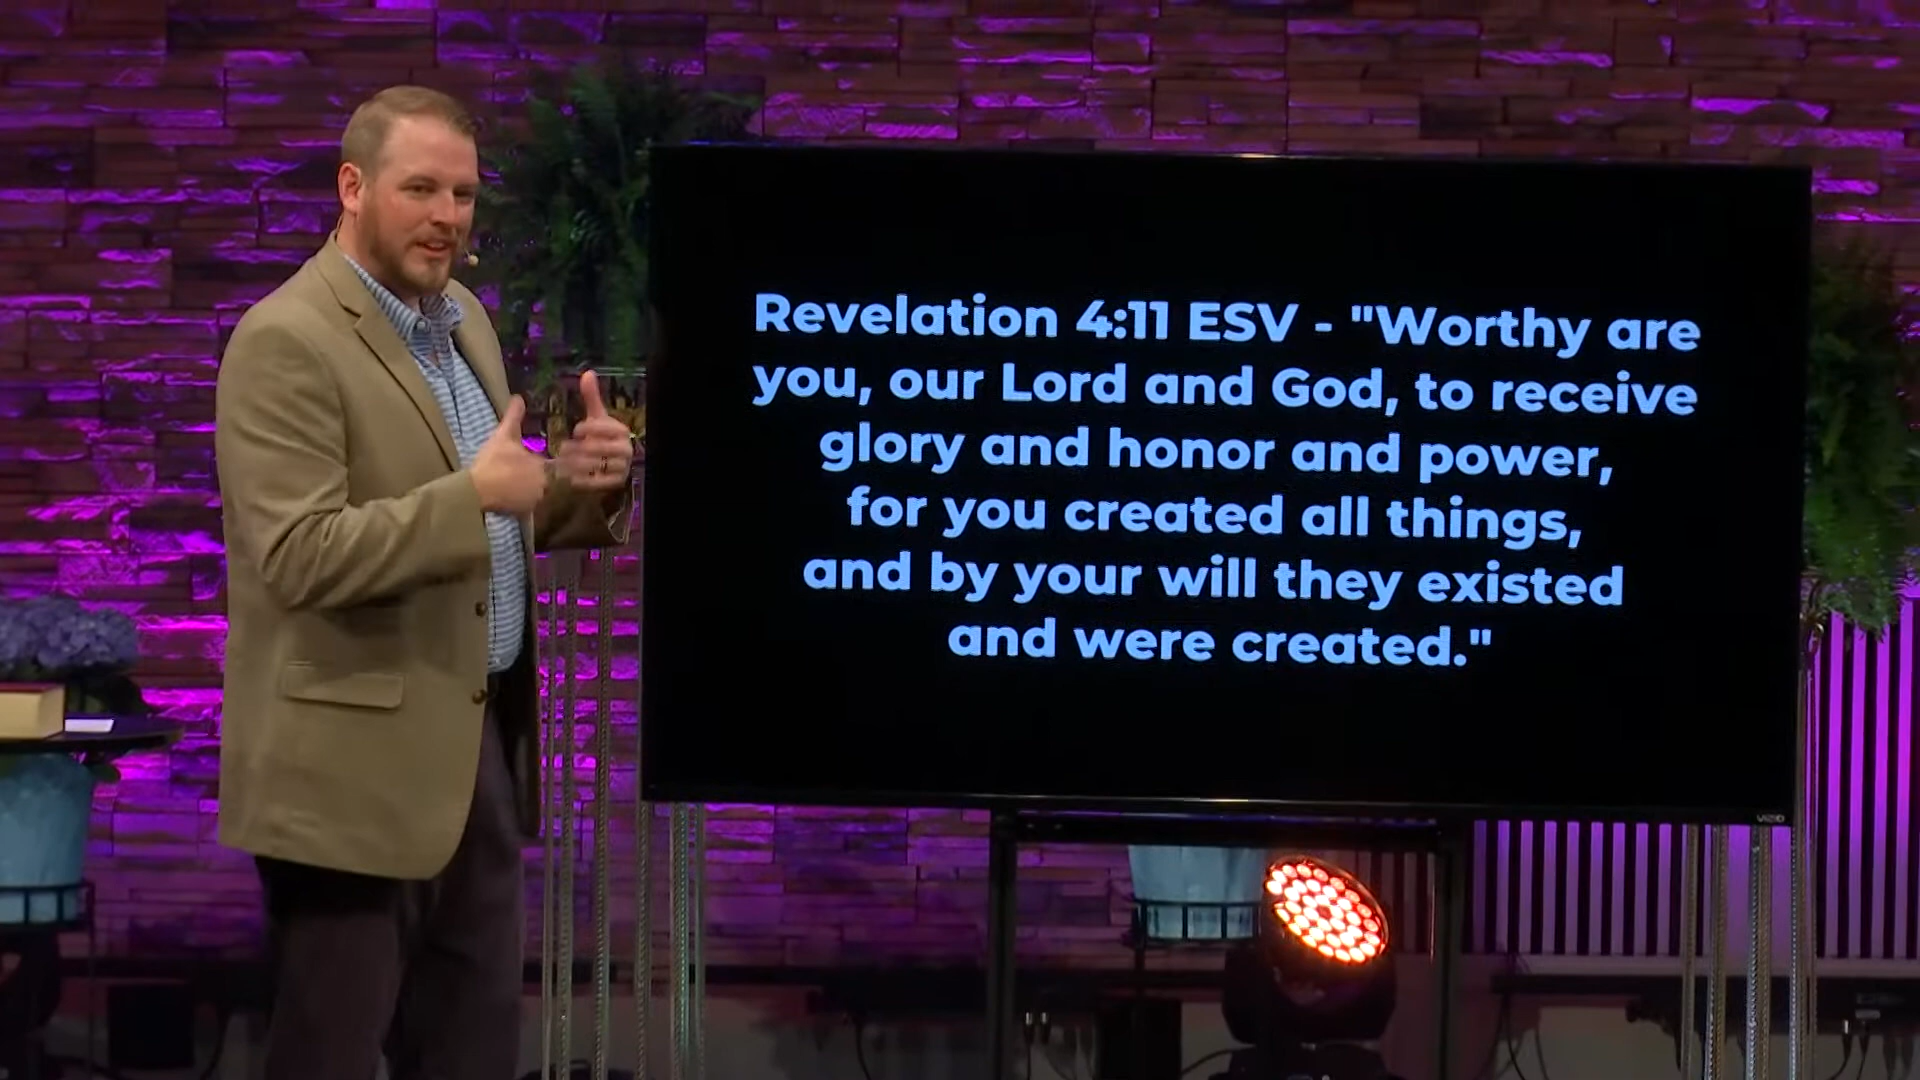 Revelation 4:11 ESV - "Worthy are
you, our Lord and God, to receive
glory and honor and power,
for you created all things,
and by your will they existed
and were created."
VIZIO